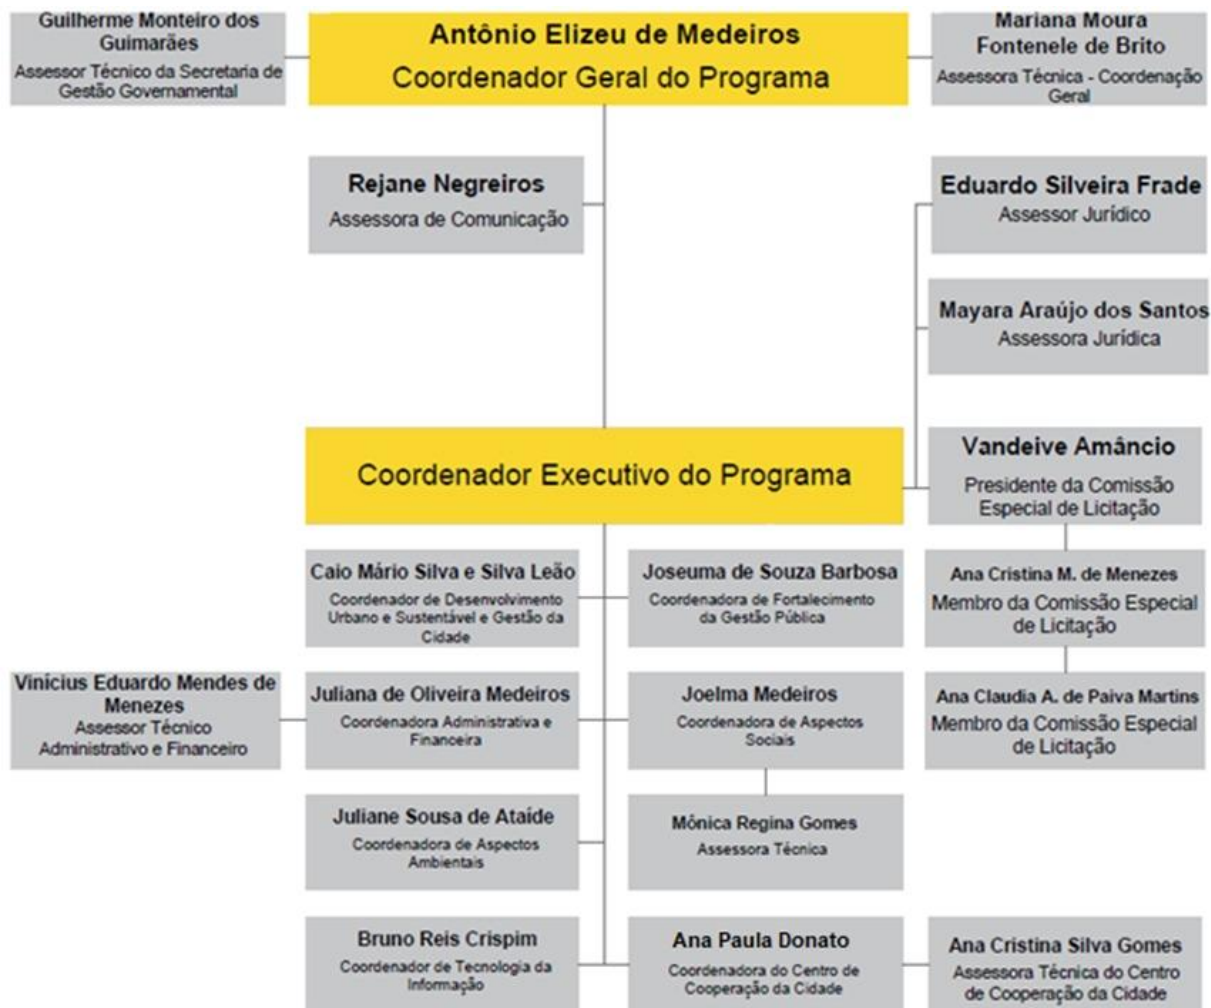 Guilherme Monteiro dos
Guimarães
Assessor Técnico da Secretaria de
Gestão Governamental
Antônio Elizeu de Medeiros
Coordenador Geral do Programa
Mariana Moura
Fontenele de Brito
Assessora Técnica - Coordenação
Geral
Rejane Negreiros
Assessora de Comunicação
Eduardo Silveira Frade
Assessor Jurídico
Mayara Araújo dos Santos
Assessora Jurídica
Coordenador Executivo do Programa
Vandeive Amâncio
Presidente da Comissão
Especial de Licitação
Caio Mário Silva e Silva Leão
Coordenador de Desenvolvimento
Urbano e Sustentável e Gestão da
Cidade
Joseuma de Souza Barbosa
Coordenadora de Fortalecimento
da Gestão Pública
Ana Cristina M. de Menezes
Membro da Comissão Especial
de Licitação
Vinícius Eduardo Mendes de
Menezes
Assessor Técnico
Administrativo e Financeiro
Juliana de Oliveira Medeiros
Coordenadora Administrativa e
Financeira
Joelma Medeiros
Coordenadora de Aspectos
Sociais
Ana Claudia A. de Paiva Martins
Membro da Comissão Especial
de Licitação
Juliane Sousa de Ataíde
Coordenadora de Aspectos
Ambientais
Mônica Regina Gomes
Assessora Técnica
Bruno Reis Crispim
Coordenador de Tecnologia da
Informação
Ana Paula Donato
Coordenadora do Centro de
Cooperação da Cidade
Ana Cristina Silva Gomes
Assessora Técnica do Centro
de Cooperação da Cidade